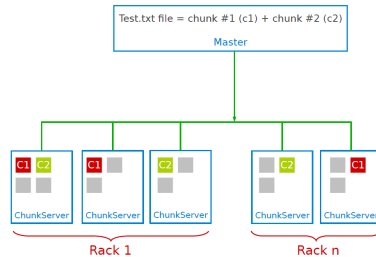 Test.txt file = chunk #1 (c1) + chunk #2 (c2)
Master
C1 C2 C1 C2 C2 C1
ChunkServer ChunkServer ChunkServer ChunkServer ChunkServer
Rack 1 Rack n